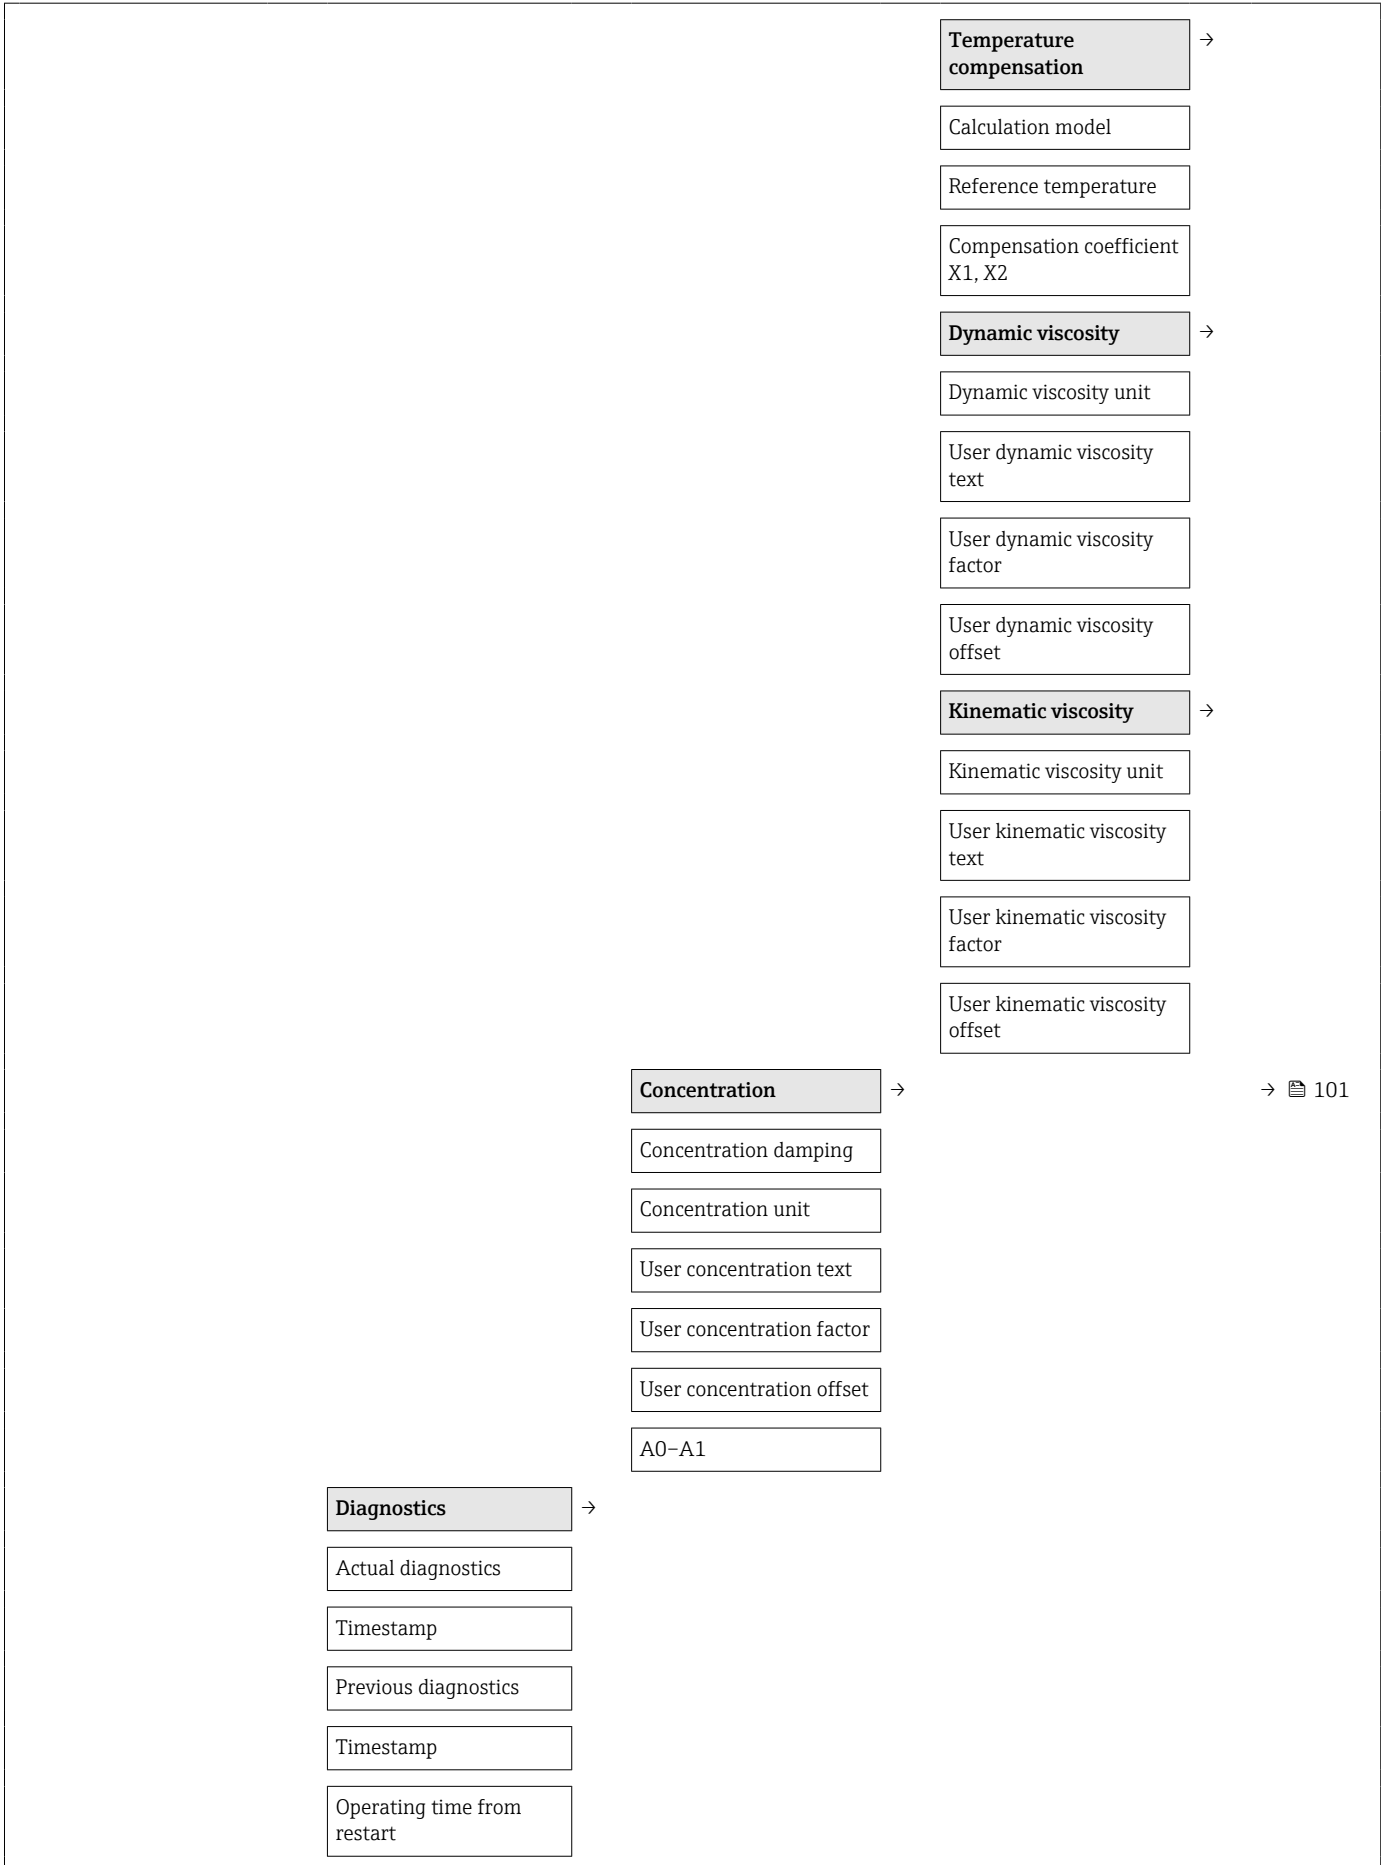 Temperature →
compensation
Calculation model
Reference temperature
Compensation coefficient
X1, X2
Dynamic viscosity →
Dynamic viscosity unit
User dynamic viscosity
text
User dynamic viscosity
factor
User dynamic viscosity
offset
Kinematic viscosity →
Kinematic viscosity unit
User kinematic viscosity
text
User kinematic viscosity
factor
User kinematic viscosity
offset
Concentration → → 101
Concentration damping
Concentration unit
User concentration text
User concentration factor
User concentration offset
A0–A1
Diagnostics →
Actual diagnostics
Timestamp
Previous diagnostics
Timestamp
Operating time from
restart